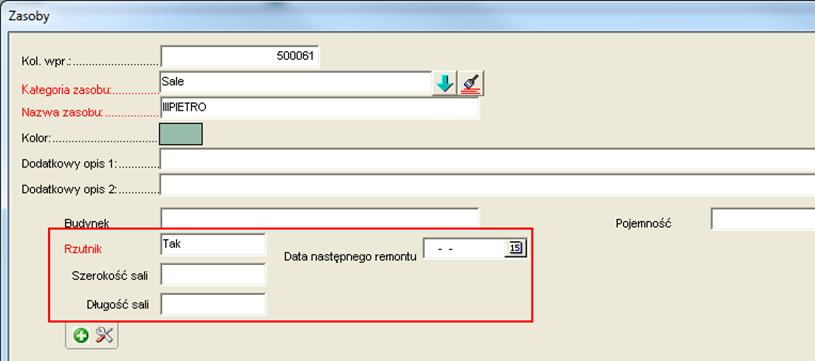 Zasoby
Kol. wpr.: 500061
Kategoria zasobu: Sale
Nazwa zasobu: IIIPIETRO
Kolor:
Dodatkowy opis 1:
Dodatkowy opis 2:
Budynek Pojemność
Rzutnik Tak Data następnego remontu - - 15
Szerokość sali
Długość sali